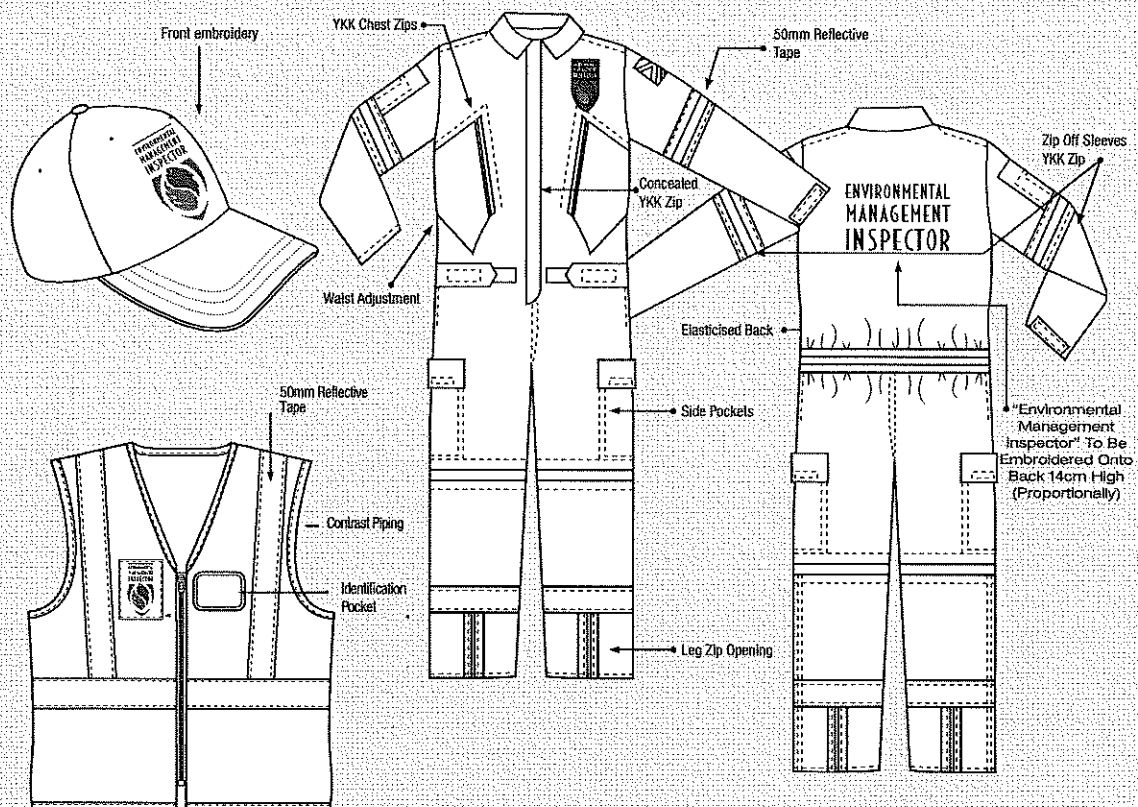 Front embroidery
ENVIRONMENTAL
MANAGEMENT
INSPECTOR
YKK Chest Zips
50mm Reflective
Tape
Concealed
YKK Zip
Waist Adjustment
Side Pockets
Leg Zip Opening
Zip Off Sleeves
YKK Zip
ENVIRONMENTAL
MANAGEMENT
INSPECTOR
Elasticised Back
"Environmental
Management
Inspector" To Be
Embroidered Onto
Back 14cm High
(Proportionally)
50mm Reflective
Tape
Contrast Piping
Identification
Pocket